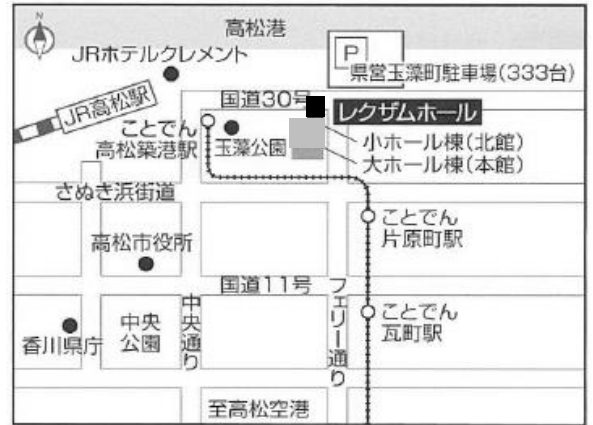 N
高松港
JRホテルクレメント
P
県営玉藻町駐車場(333台)
JR高松駅
国道30号
レクザムホール
ことでん
高松築港駅
玉藻公園
小ホール棟(北館)
大ホール棟(本館)
さぬき浜街道
ことでん
片原町駅
高松市役所
国道11号
フェリー通り
中央通り
ことでん
瓦町駅
中央
公園
香川県庁
至高松空港